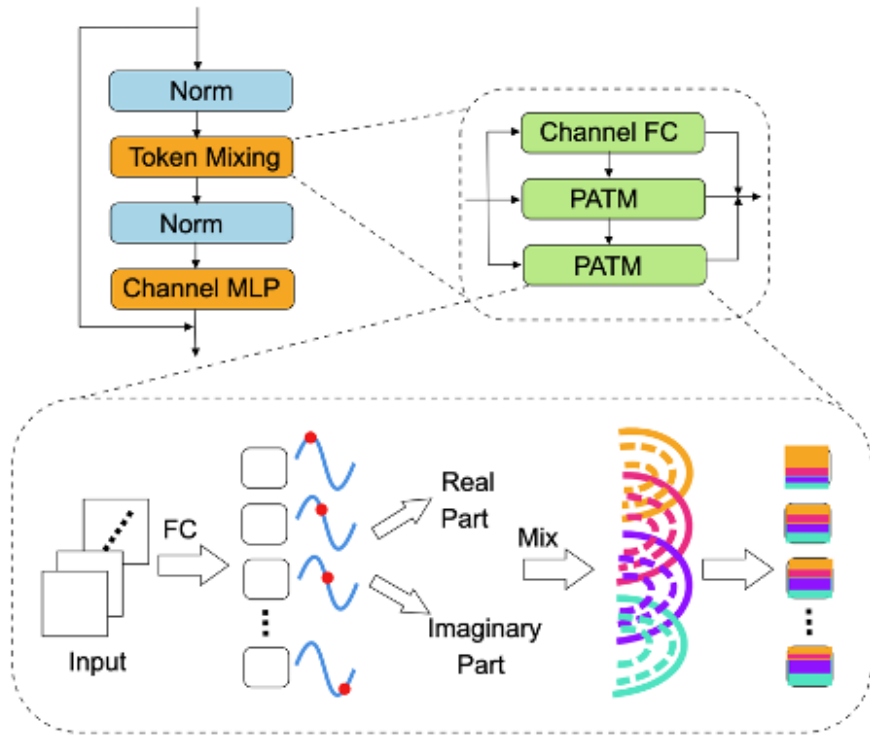 Norm
Token Mixing
Norm
Channel MLP
Channel FC
PATM
PATM
Input
FC
Real
Part
Imaginary
Part
Mix